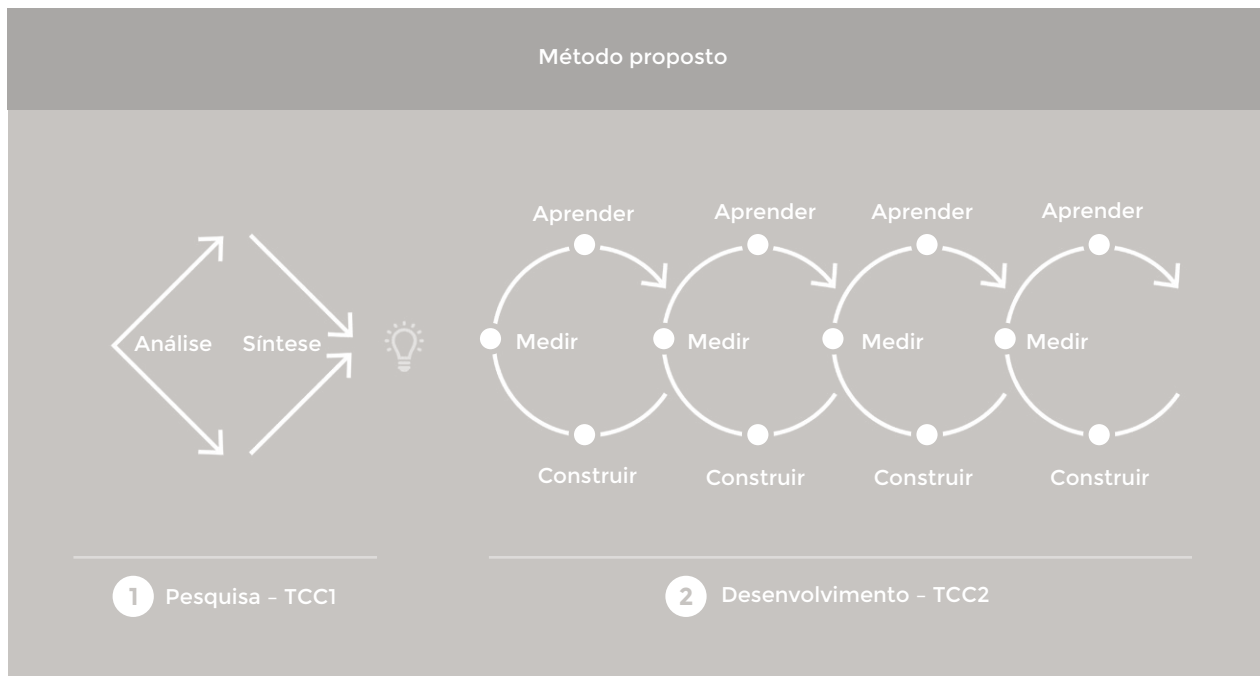 Método proposto
Aprender Aprender Aprender Aprender
Análise Síntese Medir Medir Medir Medir
Construir Construir Construir Construir
1 Pesquisa – TCC1
2 Desenvolvimento – TCC2